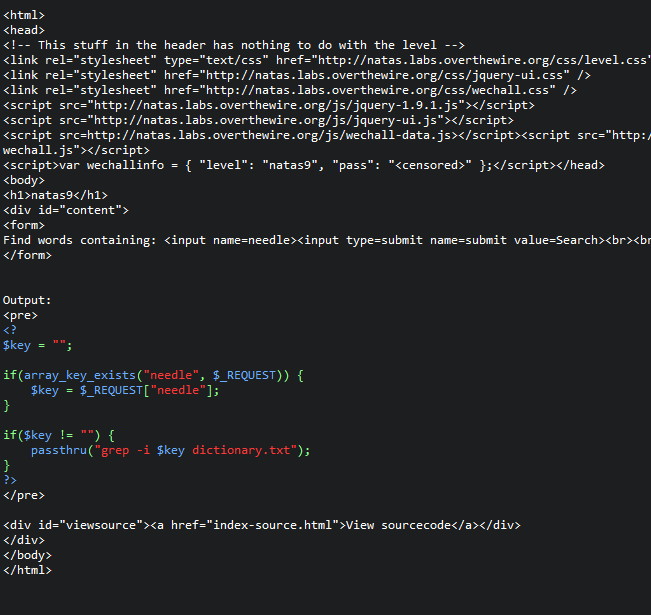 <html>
<head>
<!-- This stuff in the header has nothing to do with the level -->
<link rel="stylesheet" type="text/css" href="http://natas.labs.overthewire.org/css/level.css"
<link rel="stylesheet" href="http://natas.labs.overthewire.org/css/jquery-ui.css" />
<link rel="stylesheet" href="http://natas.labs.overthewire.org/css/wechall.css" />
<script src="http://natas.labs.overthewire.org/js/jquery-1.9.1.js"></script>
<script src="http://natas.labs.overthewire.org/js/jquery-ui.js"></script>
<script src=http://natas.labs.overthewire.org/js/wechall-data.js></script><script src="http:
wechall.js"></script>
<script>var wechallinfo = { "level": "natas9", "pass": "<censored>" };</script></head>
<body>
<h1>natas9</h1>
<div id="content">
<form>
Find words containing: <input name=needle><input type=submit name=submit value=Search><br><br
</form>
Output:
<pre>
<?
$key = "";
if(array_key_exists("needle", $_REQUEST)) {
$key = $_REQUEST["needle"];
}
if($key != "") {
passthru("grep -i $key dictionary.txt");
}
?>
</pre>
<div id="viewsource"><a href="index-source.html">View sourcecode</a></div>
</div>
</body>
</html>